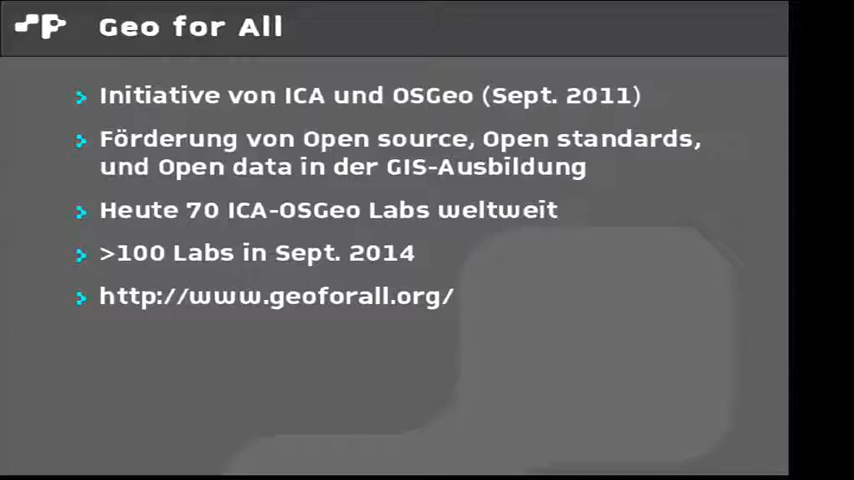 Geo for All
Initiative von ICA und OSGeo (Sept. 2011)
Förderung von Open source, Open standards,
und Open data in der GIS-Ausbildung
Heute 70 ICA-OSGeo Labs weltweit
>100 Labs in Sept. 2014
http://www.geoforall.org/